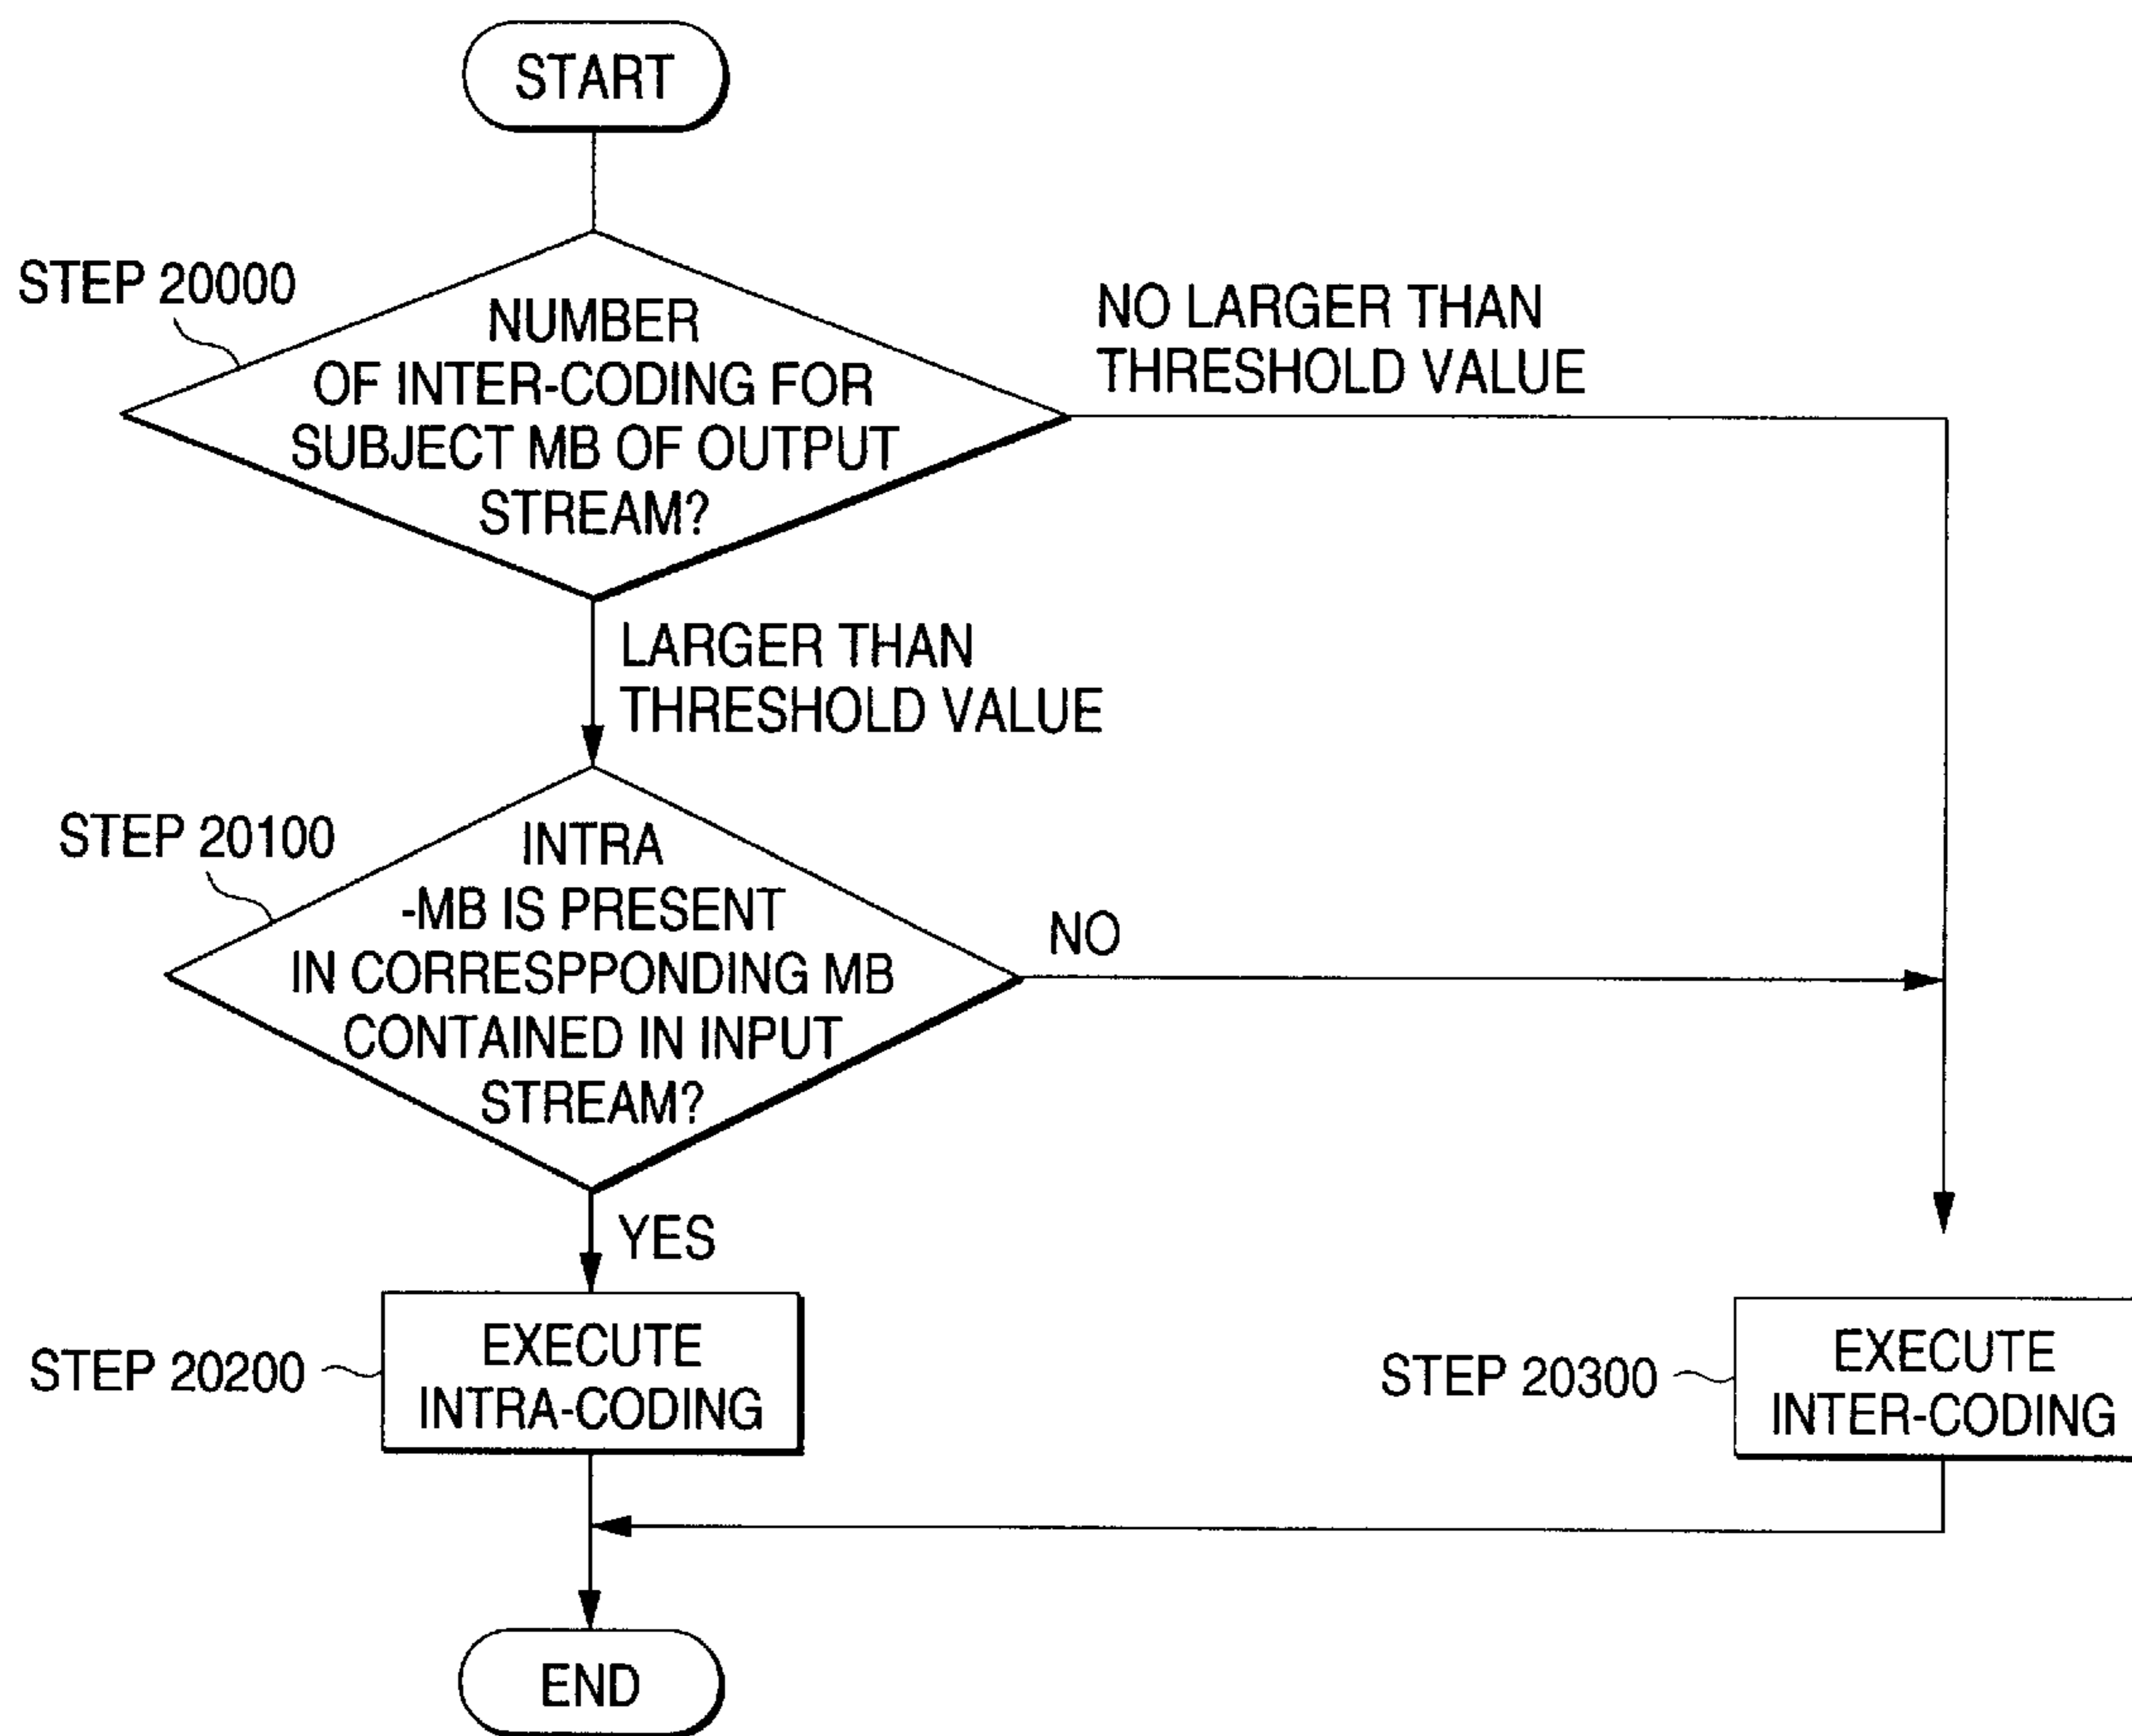 START
STEP 20000
NUMBER
OF INTER-CODING FOR
SUBJECT MB OF OUTPUT
STREAM?
NO LARGER THAN
THRESHOLD VALUE
LARGER THAN
THRESHOLD VALUE
STEP 20100
INTRA
-MB IS PRESENT
IN CORRESPPONDING MB
CONTAINED IN INPUT
STREAM?
NO
YES
STEP 20200
EXECUTE
INTRA-CODING
STEP 20300
EXECUTE
INTER-CODING
END